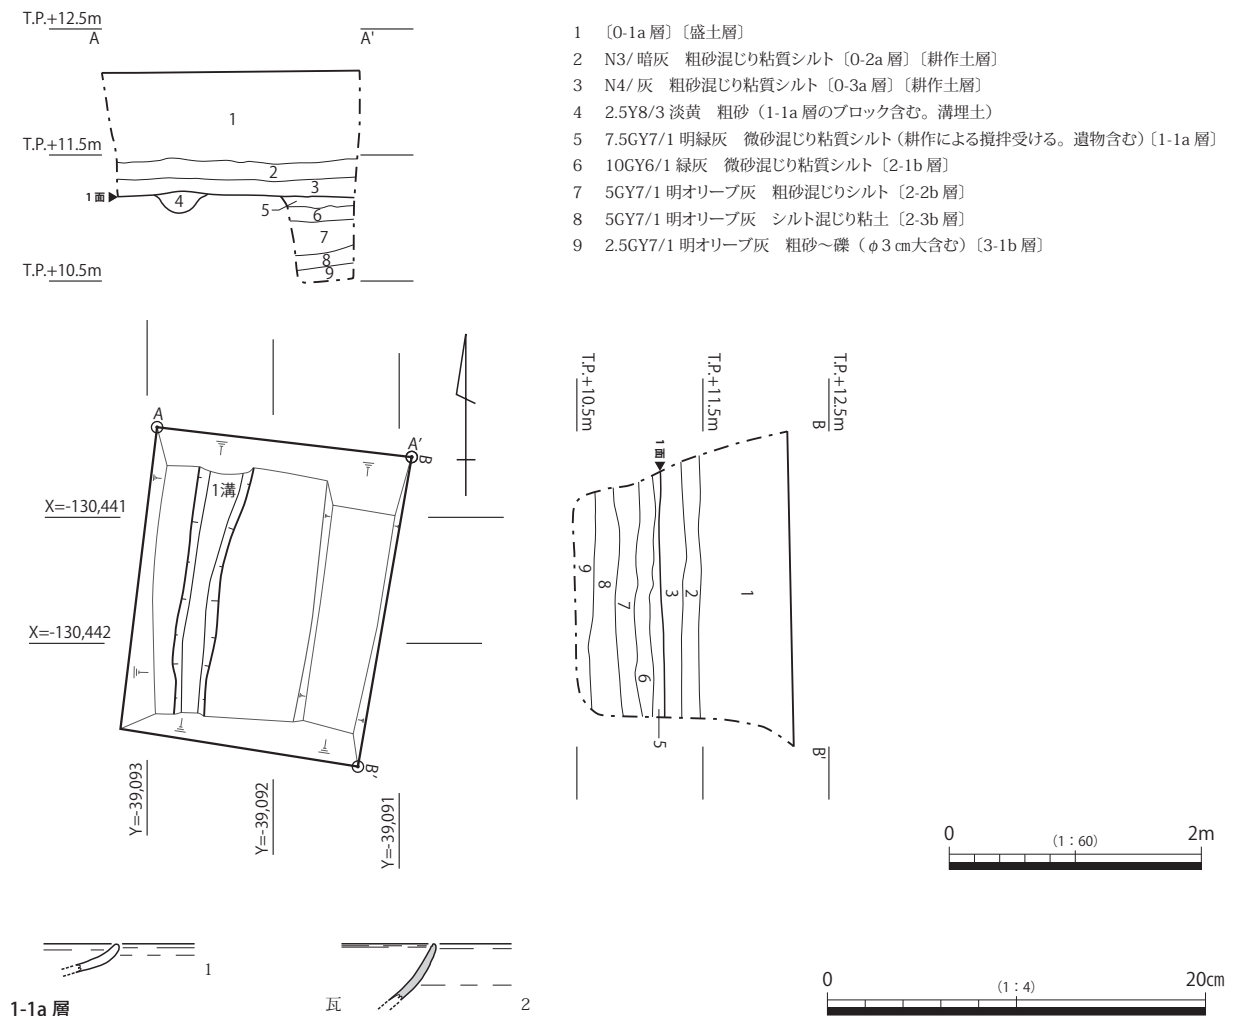 T.P.+12.5m
A
A'
1
T.P.+11.5m
2
3
1面
4
5
6
7
8
9
T.P.+10.5m
1 〔0-1a 層〕〔盛土層〕
2 N3/ 暗灰　粗砂混じり粘質シルト〔0-2a 層〕〔耕作土層〕
3 N4/ 灰　粗砂混じり粘質シルト〔0-3a 層〕〔耕作土層〕
4 2.5Y8/3 淡黄　粗砂（1-1a 層のブロック含む。溝埋土）
5 7.5GY7/1 明緑灰　微砂混じり粘質シルト（耕作による撹拌受ける。遺物含む）〔1-1a 層〕
6 10GY6/1 緑灰　微砂混じり粘質シルト〔2-1b 層〕
7 5GY7/1 明オリーブ灰　粗砂混じりシルト〔2-2b 層〕
8 5GY7/1 明オリーブ灰　シルト混じり粘土〔2-3b 層〕
9 2.5GY7/1 明オリーブ灰　粗砂～礫（φ3 ㎝大含む）〔3-1b 層〕
A
A'
B
1溝
X=-130,441
X=-130,442
B'
Y=-39,093
Y=-39,092
Y=-39,091
T.P.+10.5m
T.P.+11.5m
T.P.+12.5m
B
1面
9
8
7
6
5
3
2
1
B'
0
（1：60）
2m
1
瓦
2
1-1a 層
0
（1：4）
20㎝